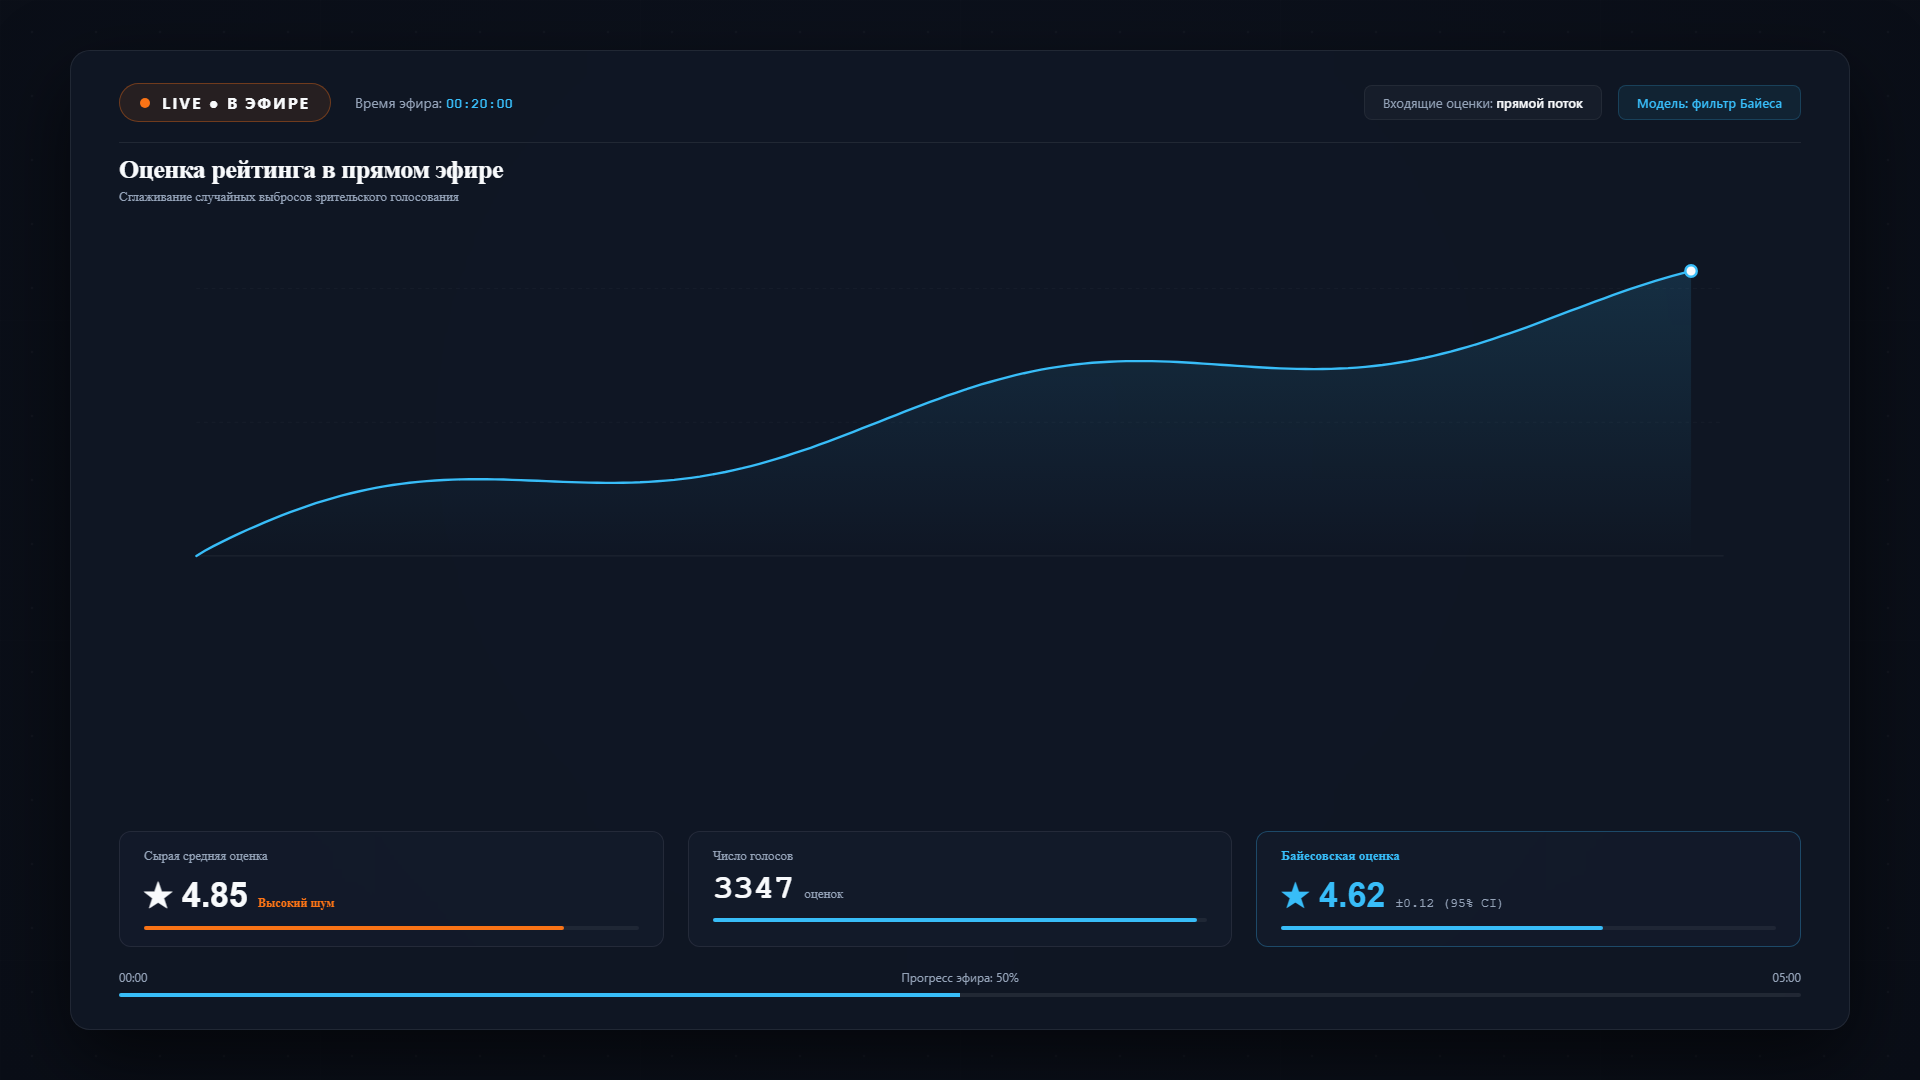 LIVE ● В ЭФИРЕ
Время эфира: 00:20:00
Входящие оценки: прямой поток
Модель: фильтр Байеса
Оценка рейтинга в прямом эфире
Сглаживание случайных выбросов зрительского голосования
Сырая средняя оценка
★ 4.85 Высокий шум
Число голосов
3347 оценок
Байесовская оценка
★ 4.62 ±0.12 (95% CI)
00:00
Прогресс эфира: 50%
05:00